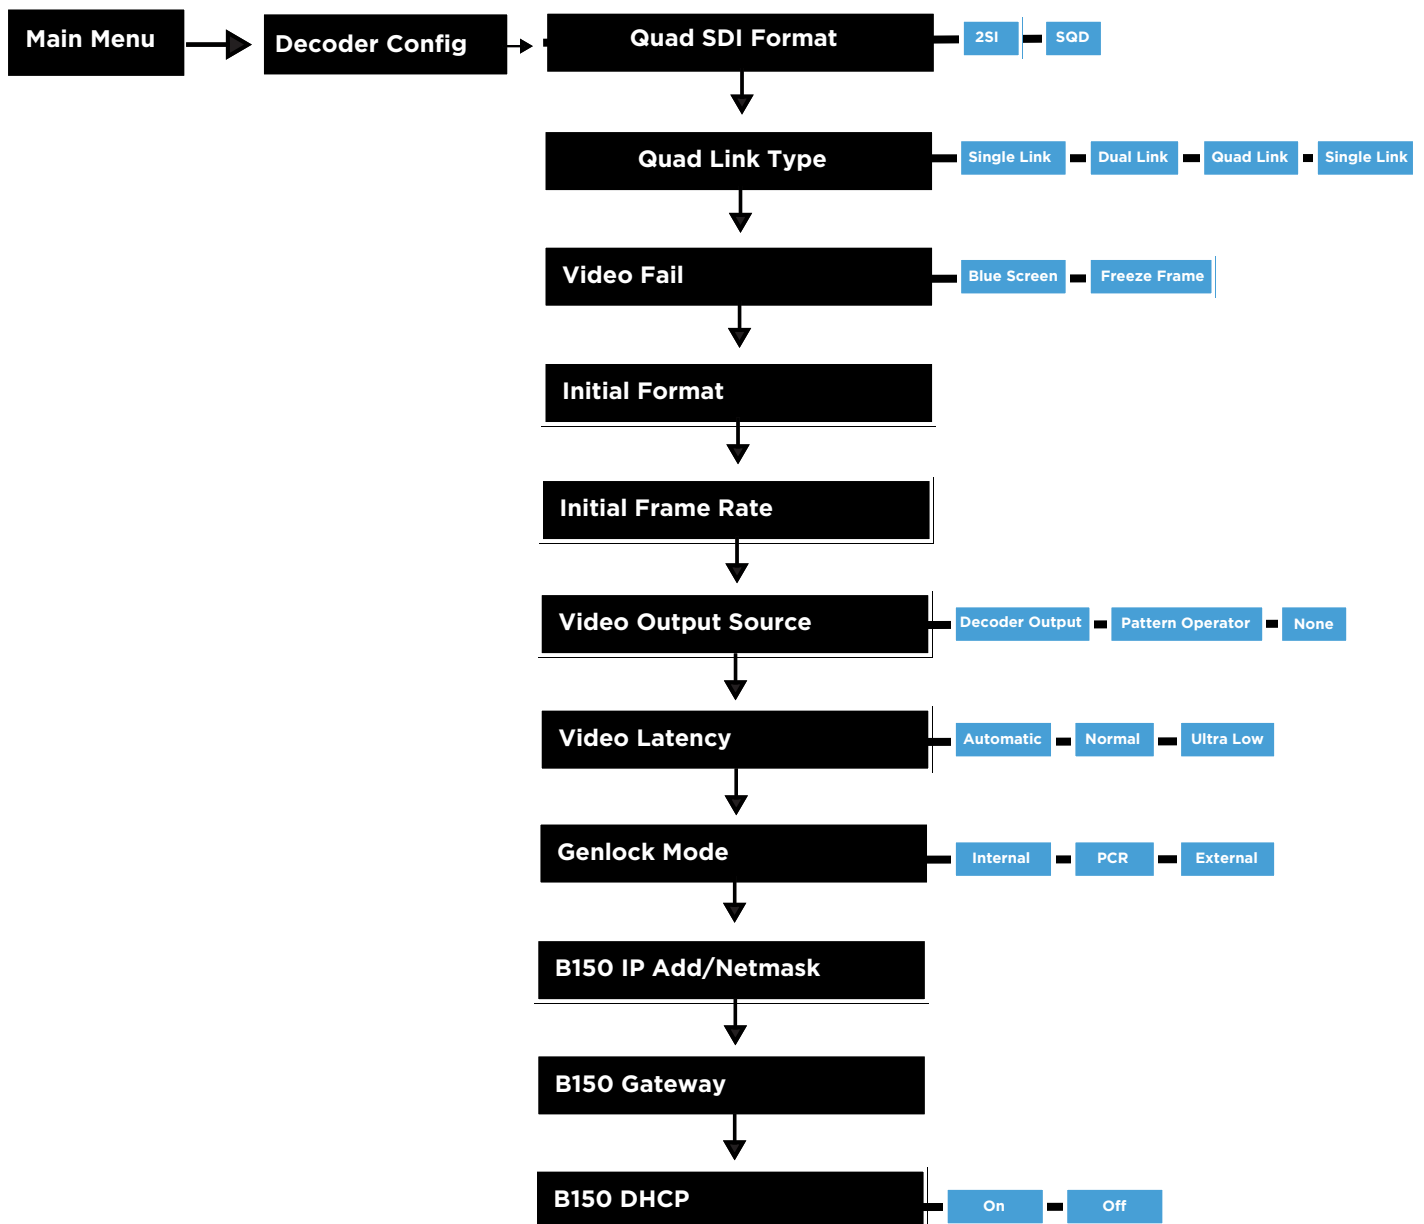 Main Menu
Decoder Config
Quad SDI Format
2SI
SQD
Quad Link Type
Single Link
Dual Link
Quad Link
Single Link
Video Fail
Blue Screen
Freeze Frame
Initial Format
Initial Frame Rate
Video Output Source
Decoder Output
Pattern Operator
None
Video Latency
Automatic
Normal
Ultra Low
Genlock Mode
Internal
PCR
External
B150 IP Add/Netmask
B150 Gateway
B150 DHCP
On
Off